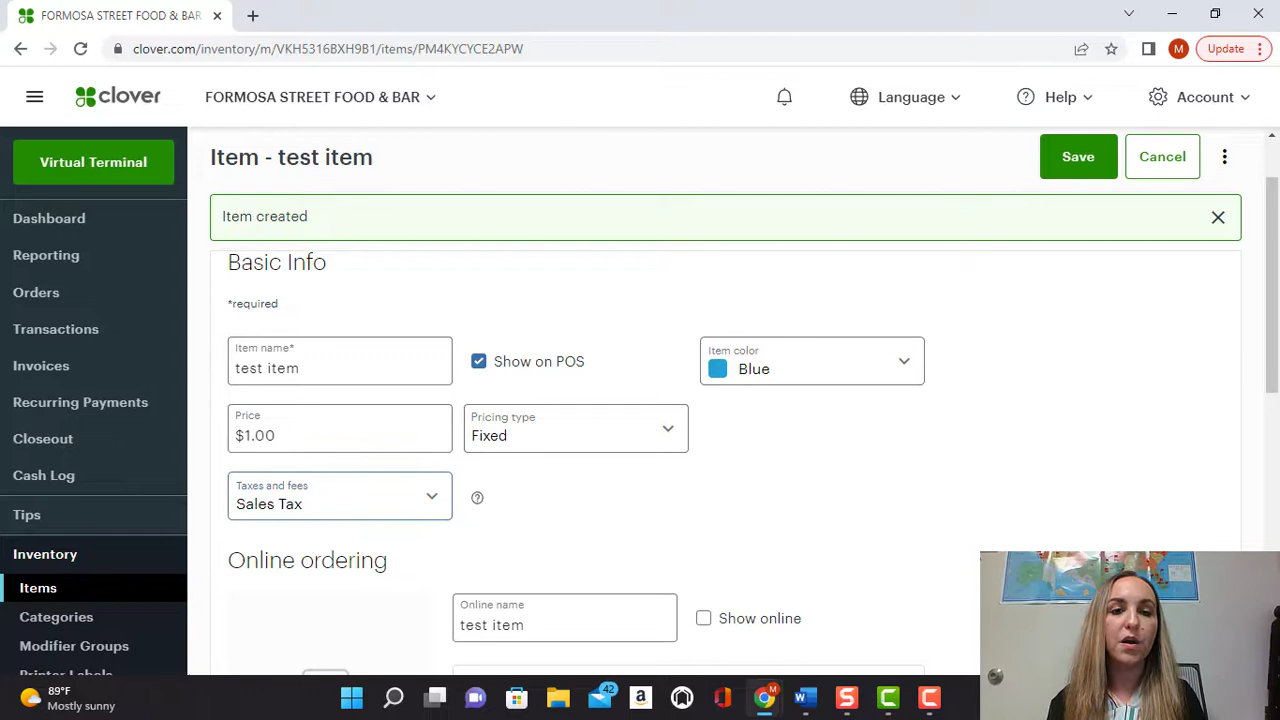 FORMOSA STREET FOOD & BAR
clover.com/inventory/m/VKH5316BXH9B1/items/PM4KYCYCE2APW
M
Update
clover
FORMOSA STREET FOOD & BAR
Language
Help
Account
Virtual Terminal
Item - test item
Save
Cancel
Item created
Dashboard
Reporting
Orders
Transactions
Invoices
Recurring Payments
Closeout
Cash Log
Tips
Inventory
Items
Categories
Modifier Groups
Printer Labels
Basic Info
*required
Item name*
test item
Show on POS
Item color
Blue
Price
$1.00
Pricing type
Fixed
Taxes and fees
Sales Tax
Online ordering
Online name
test item
Show online
89°F
Mostly sunny
42
a
M
W
S
C
C